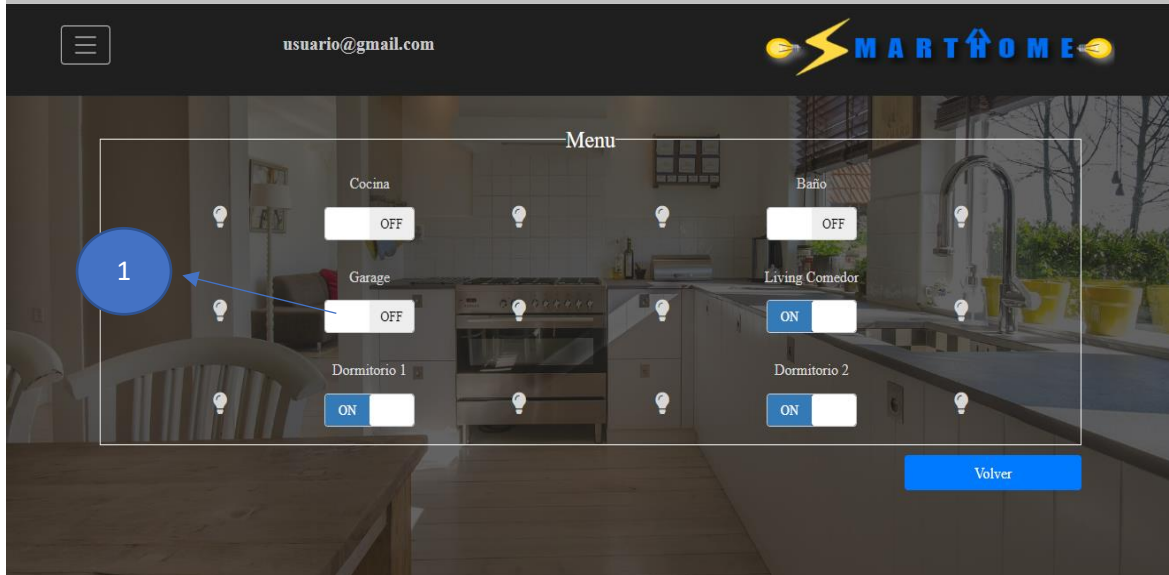 usuario@gmail.com
SMARTHOME
Menu
Cocina
Baño
OFF
OFF
1
Garage
Living Comedor
OFF
ON
Dormitorio 1
Dormitorio 2
ON
ON
Volver